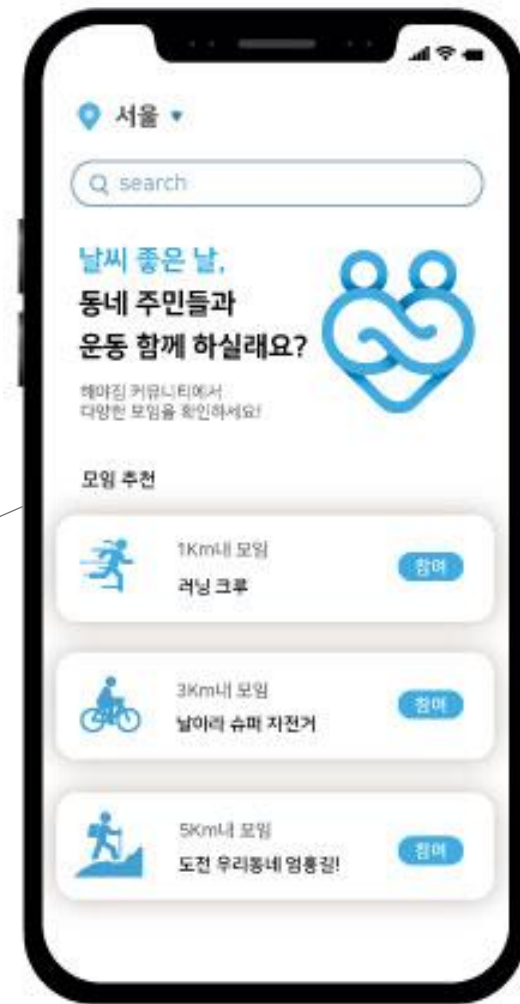 서울
search
날씨 좋은 날,
동네 주민들과
운동 함께 하실래요?
해야짐 커뮤니티에서
다양한 모임을 확인하세요!
모임 추천
1Km내 모임
러닝 크루
참여
3Km내 모임
날아라 슈퍼 자전거
참여
5Km내 모임
도전 우리동네 엄홍길!
참여